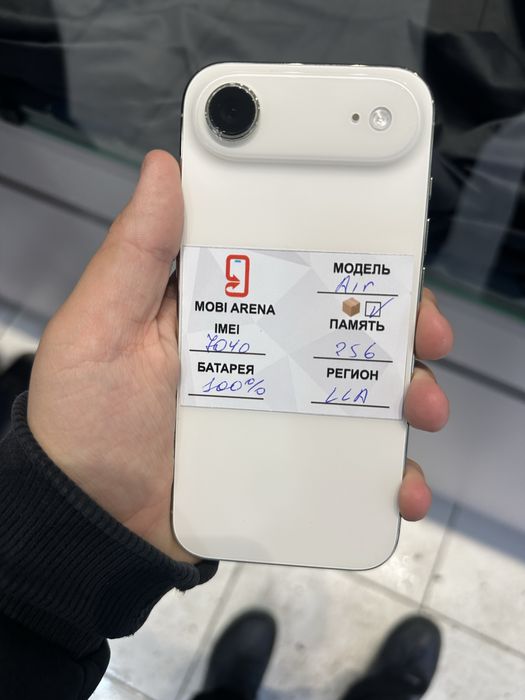 МОДЕЛЬ
Air
MOBI ARENA
IMEI
7040
ПАМЯТЬ
256
БАТАРЕЯ
100%
РЕГИОН
LLA